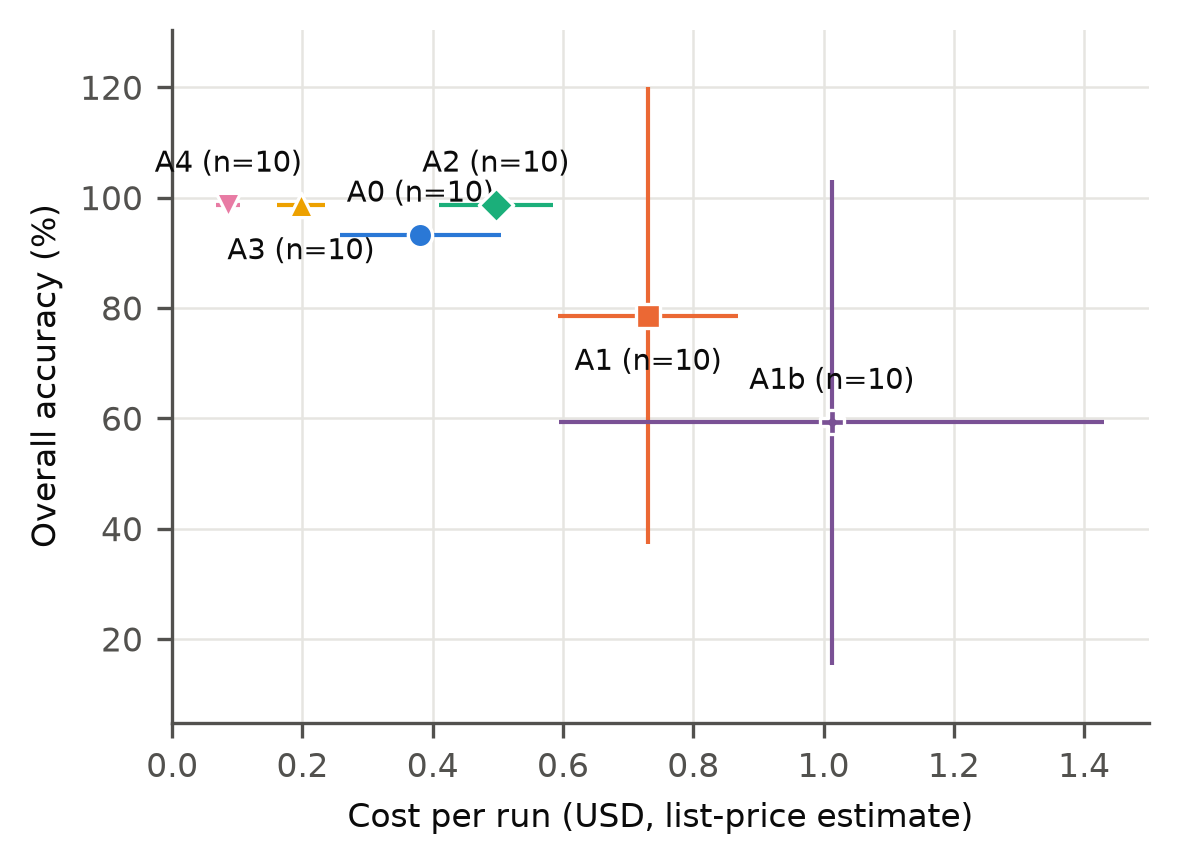 120
100
80
60
40
20
Overall accuracy (%)
A4 (n=10)
A2 (n=10)
A0 (n=10)
A3 (n=10)
A1 (n=10)
A1b (n=10)
0.0
0.2
0.4
0.6
0.8
1.0
1.2
1.4
Cost per run (USD, list-price estimate)